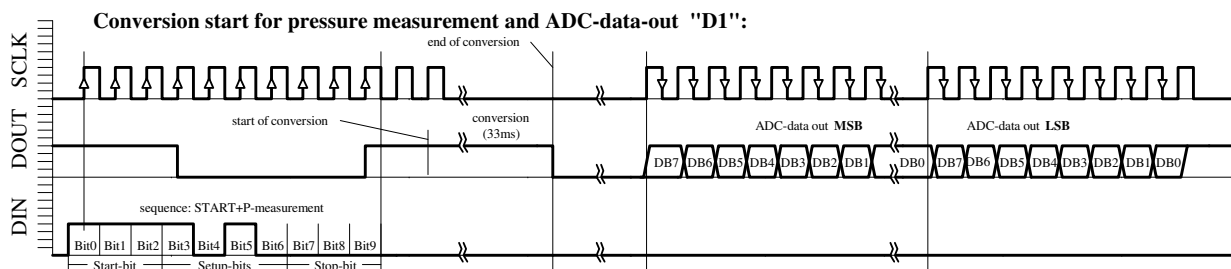 Conversion start for pressure measurement and ADC-data-out "D1":
end of conversion
SCLK
start of conversion
conversion
(33ms)
ADC-data out MSB
ADC-data out LSB
DOUT
DB7 DB6 DB5 DB4 DB3 DB2 DB1 DB0 DB7 DB6 DB5 DB4 DB3 DB2 DB1 DB0
sequence: START+P-measurement
DIN
Bit0 Bit1 Bit2 Bit3 Bit4 Bit5 Bit6 Bit7 Bit8 Bit9
Start-bit Setup-bits Stop-bit